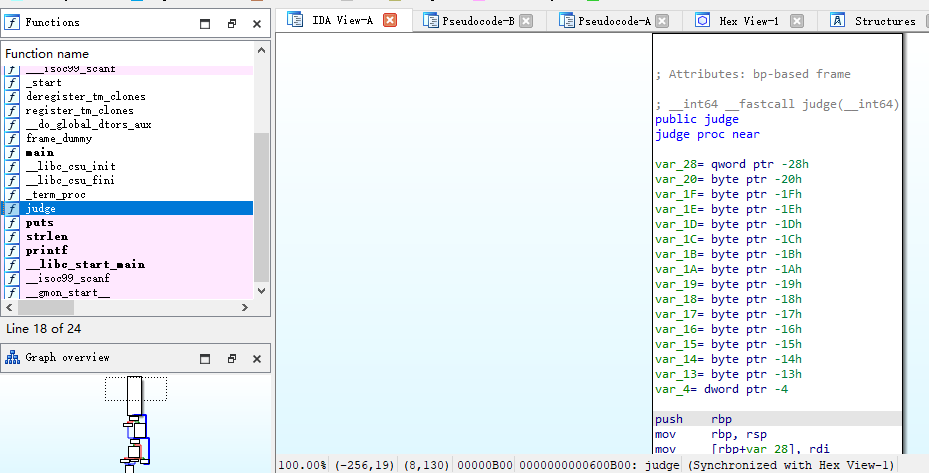 Functions
Function name
___isoc99_scanf
_start
deregister_tm_clones
register_tm_clones
__do_global_dtors_aux
frame_dummy
main
__libc_csu_init
__libc_csu_fini
_term_proc
judge
puts
strlen
printf
__libc_start_main
__isoc99_scanf
__gmon_start__
Line 18 of 24
Graph overview
IDA View-A Pseudocode-B Pseudocode-A Hex View-1 Structures
; Attributes: bp-based frame
; __int64 __fastcall judge(__int64)
public judge
judge proc near
var_28= qword ptr -28h
var_20= byte ptr -20h
var_1F= byte ptr -1Fh
var_1E= byte ptr -1Eh
var_1D= byte ptr -1Dh
var_1C= byte ptr -1Ch
var_1B= byte ptr -1Bh
var_1A= byte ptr -1Ah
var_19= byte ptr -19h
var_18= byte ptr -18h
var_17= byte ptr -17h
var_16= byte ptr -16h
var_15= byte ptr -15h
var_14= byte ptr -14h
var_13= byte ptr -13h
var_4= dword ptr -4
push rbp
mov rbp, rsp
mov [rbp+var_28], rdi
100.00% (-256,19) (8,130) 00000B00 0000000000600B00: judge (Synchronized with Hex View-1)